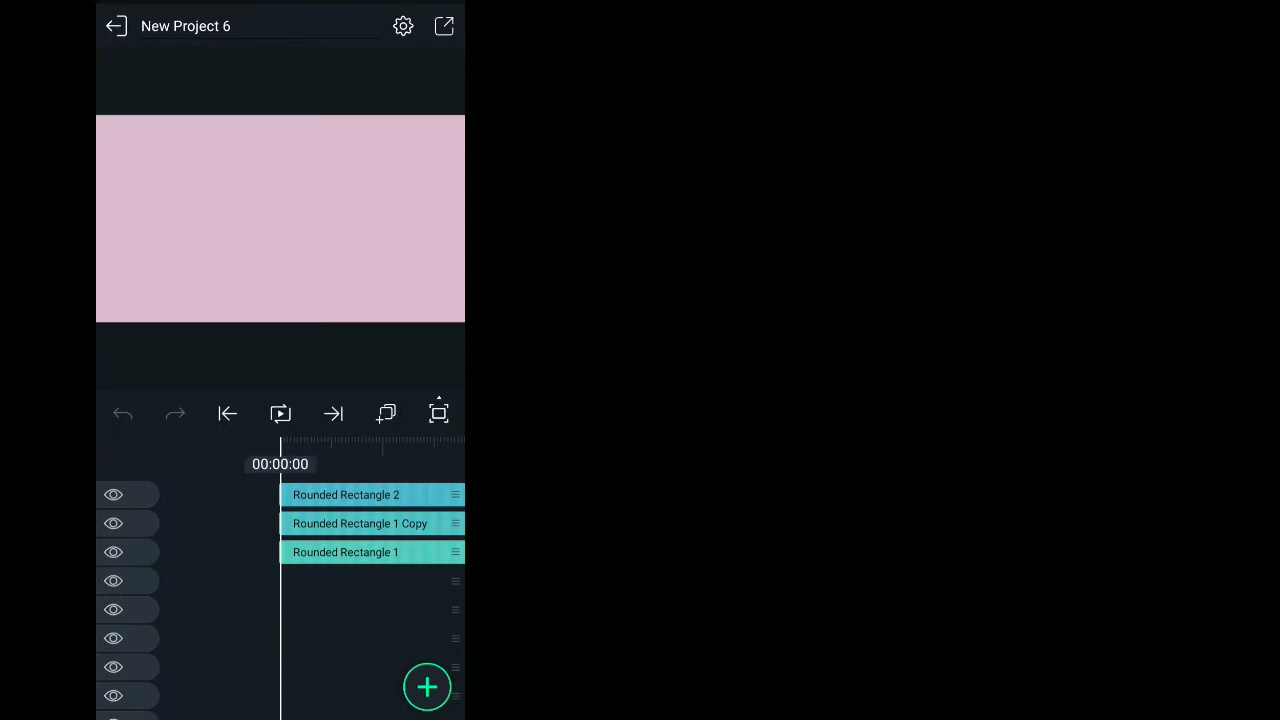 New Project 6
00:00:00
Rounded Rectangle 2
Rounded Rectangle 1 Copy
Rounded Rectangle 1